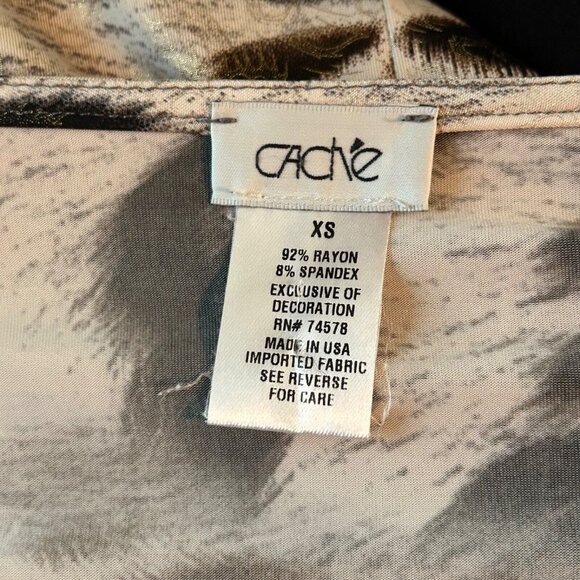 CAChé
XS
92% RAYON
8% SPANDEX
EXCLUSIVE OF
DECORATION
RN# 74578
MADE IN USA
IMPORTED FABRIC
SEE REVERSE
FOR CARE